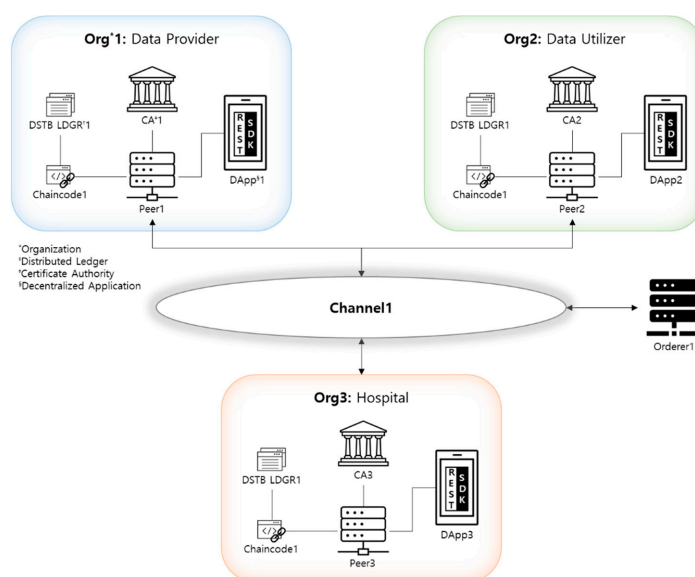 Org*1: Data Provider
DSTB LDGR†1
CA‡1
REST
SDK
Chaincode1
Peer1
DApp§1
Org2: Data Utilizer
DSTB LDGR1
CA2
REST
SDK
Chaincode1
Peer2
DApp2
*Organization
†Distributed Ledger
‡Certificate Authority
§Decentralized Application
Channel1
Orderer1
Org3: Hospital
DSTB LDGR1
CA3
REST
SDK
Chaincode1
Peer3
DApp3